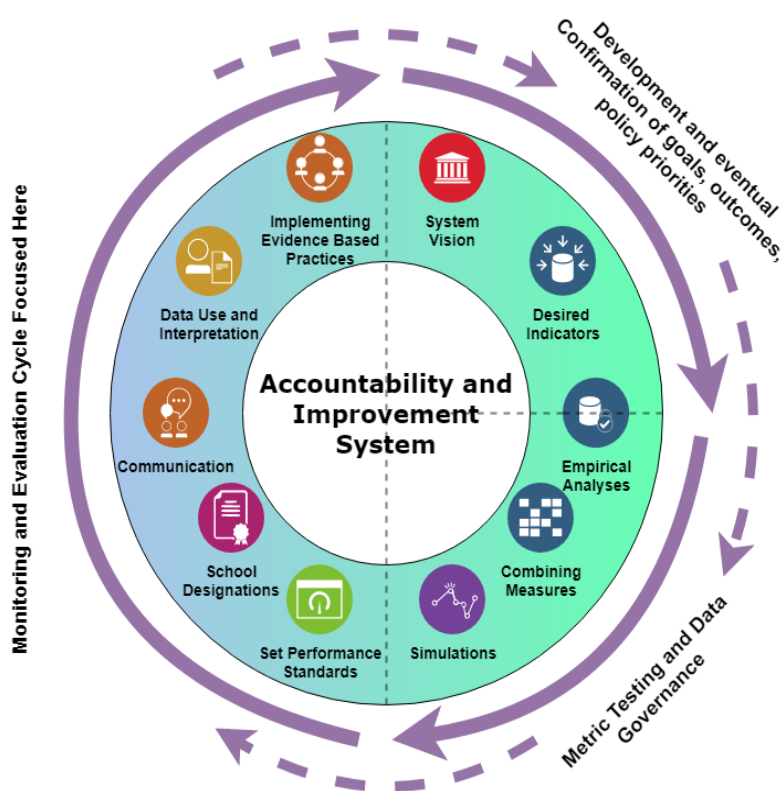 Development and eventual
Confirmation of goals, outcomes,
policy priorities
Implementing
Evidence Based
Practices
System
Vision
Data Use and
Interpretation
Desired
Indicators
Accountability and
Improvement
System
Communication
Empirical
Analyses
School
Designations
Combining
Measures
Set Performance
Standards
Simulations
Monitoring and Evaluation Cycle Focused Here
Metric Testing and Data
Governance